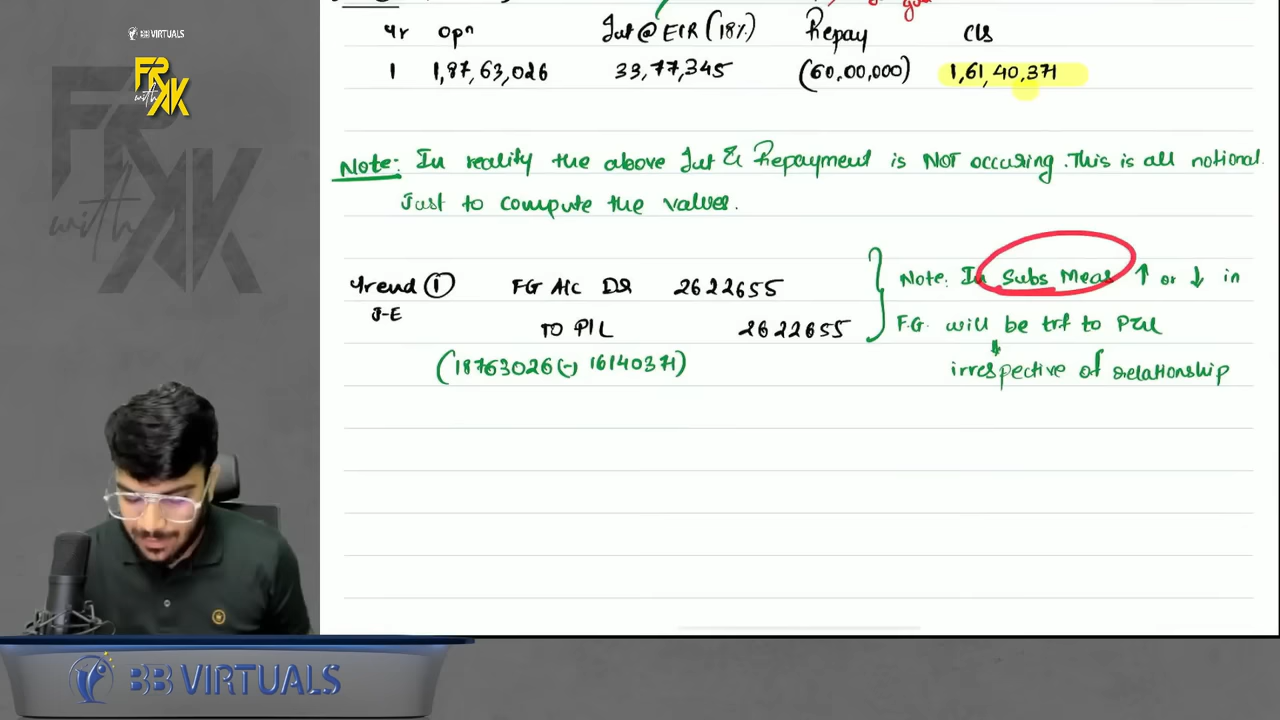 BB VIRTUALS
FR
with
AK
Yr Opn Int @ EIR (18%) Repay Cls
1 1,87,63,026 33,77,345 (60,00,000) 1,61,40,371
Note: In reality the above Int & Repayment is NOT occuring. This is all notional
Just to compute the values.
Yrend ① FG A/c DR 2622655
J-E
TO P/L 2622655
(18763026 (-) 16140371)
Note: In Subs Meas ↑ or ↓ in
F.G. will be trf to P&L
irrespective of relationship
BB VIRTUALS